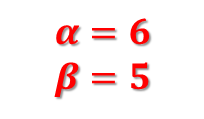 α = 6
β = 5